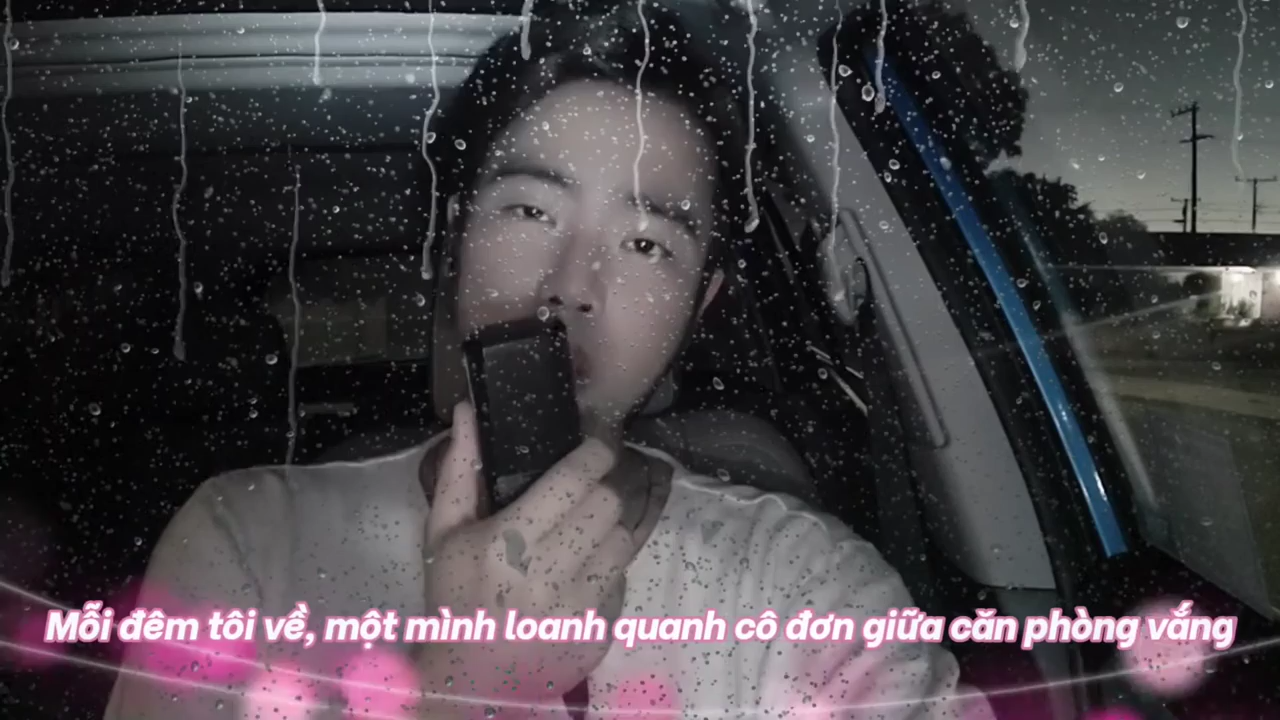 Mỗi đêm tôi về, một mình loanh quanh cô đơn giữa căn phòng vắng